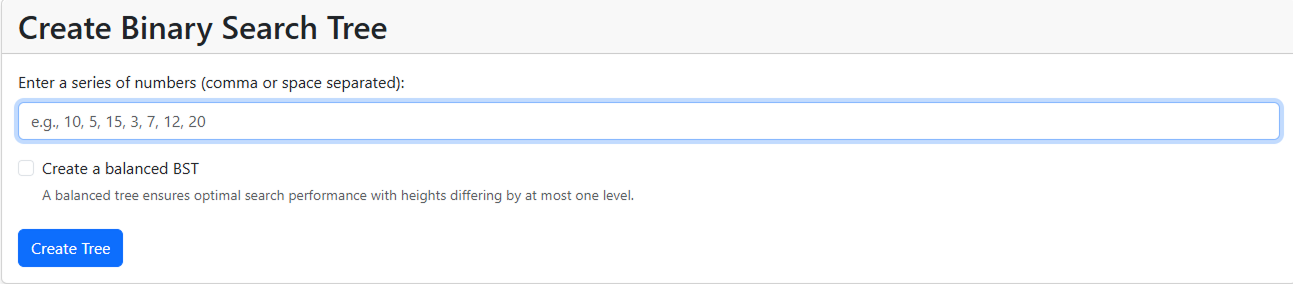 Create Binary Search Tree
Enter a series of numbers (comma or space separated):
e.g., 10, 5, 15, 3, 7, 12, 20
Create a balanced BST
A balanced tree ensures optimal search performance with heights differing by at most one level.
Create Tree